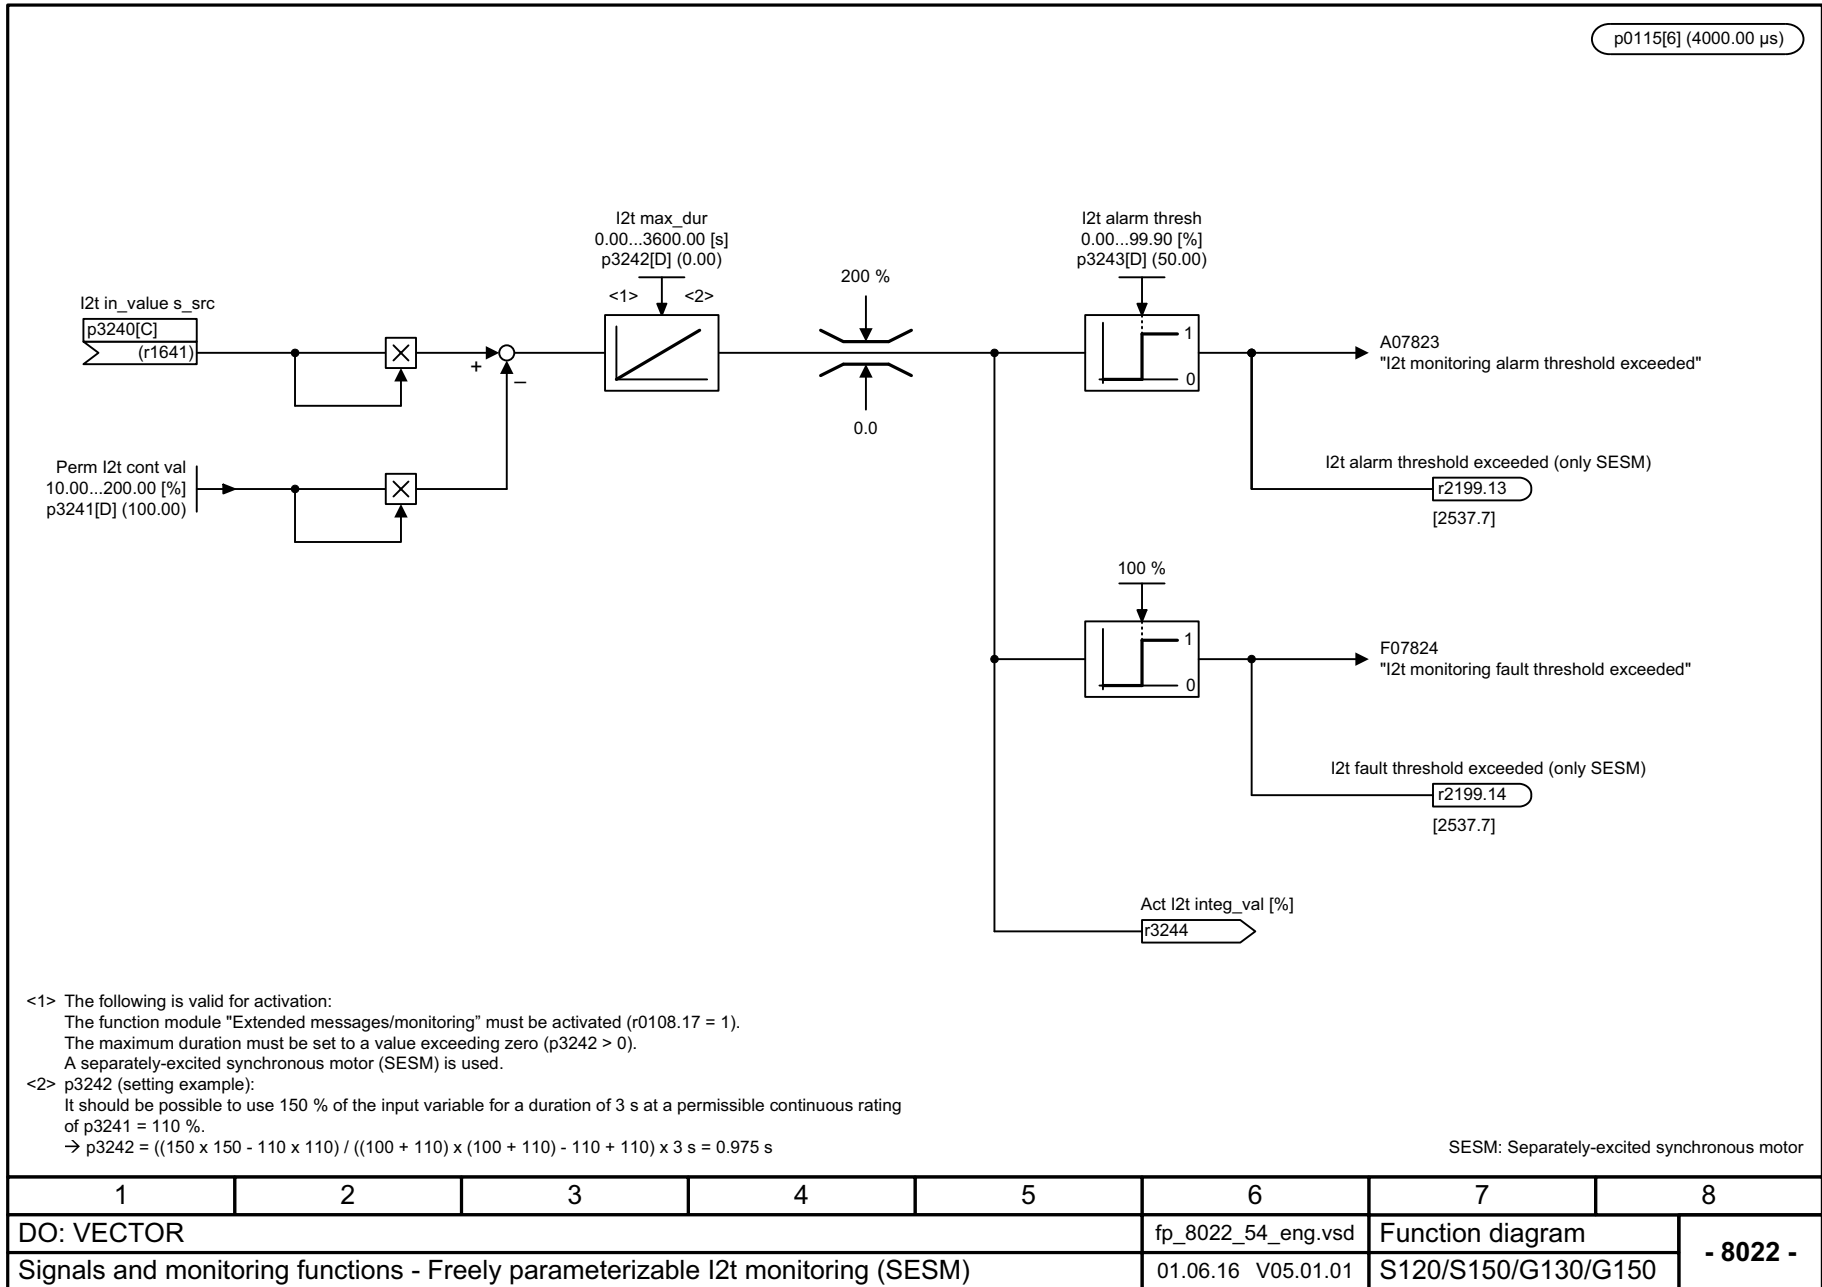 p0115[6] (4000.00 µs)
I2t max_dur
0.00...3600.00 [s]
p3242[D] (0.00)
<1>
<2>
200 %
0.0
I2t alarm thresh
0.00...99.90 [%]
p3243[D] (50.00)
1
0
I2t in_value s_src
p3240[C]
(r1641)
+
–
Perm I2t cont val
10.00...200.00 [%]
p3241[D] (100.00)
A07823
"I2t monitoring alarm threshold exceeded"
I2t alarm threshold exceeded (only SESM)
r2199.13
[2537.7]
100 %
1
0
F07824
"I2t monitoring fault threshold exceeded"
I2t fault threshold exceeded (only SESM)
r2199.14
[2537.7]
Act I2t integ_val [%]
r3244
<1> The following is valid for activation:
The function module "Extended messages/monitoring” must be activated (r0108.17 = 1).
The maximum duration must be set to a value exceeding zero (p3242 > 0).
A separately-excited synchronous motor (SESM) is used.
<2> p3242 (setting example):
It should be possible to use 150 % of the input variable for a duration of 3 s at a permissible continuous rating
of p3241 = 110 %.
→ p3242 = ((150 x 150 - 110 x 110) / ((100 + 110) x (100 + 110) - 110 + 110) x 3 s = 0.975 s
SESM: Separately-excited synchronous motor
1 2 3 4 5 6 7 8
DO: VECTOR
fp_8022_54_eng.vsd
Function diagram
- 8022 -
Signals and monitoring functions - Freely parameterizable I2t monitoring (SESM)
01.06.16 V05.01.01
S120/S150/G130/G150